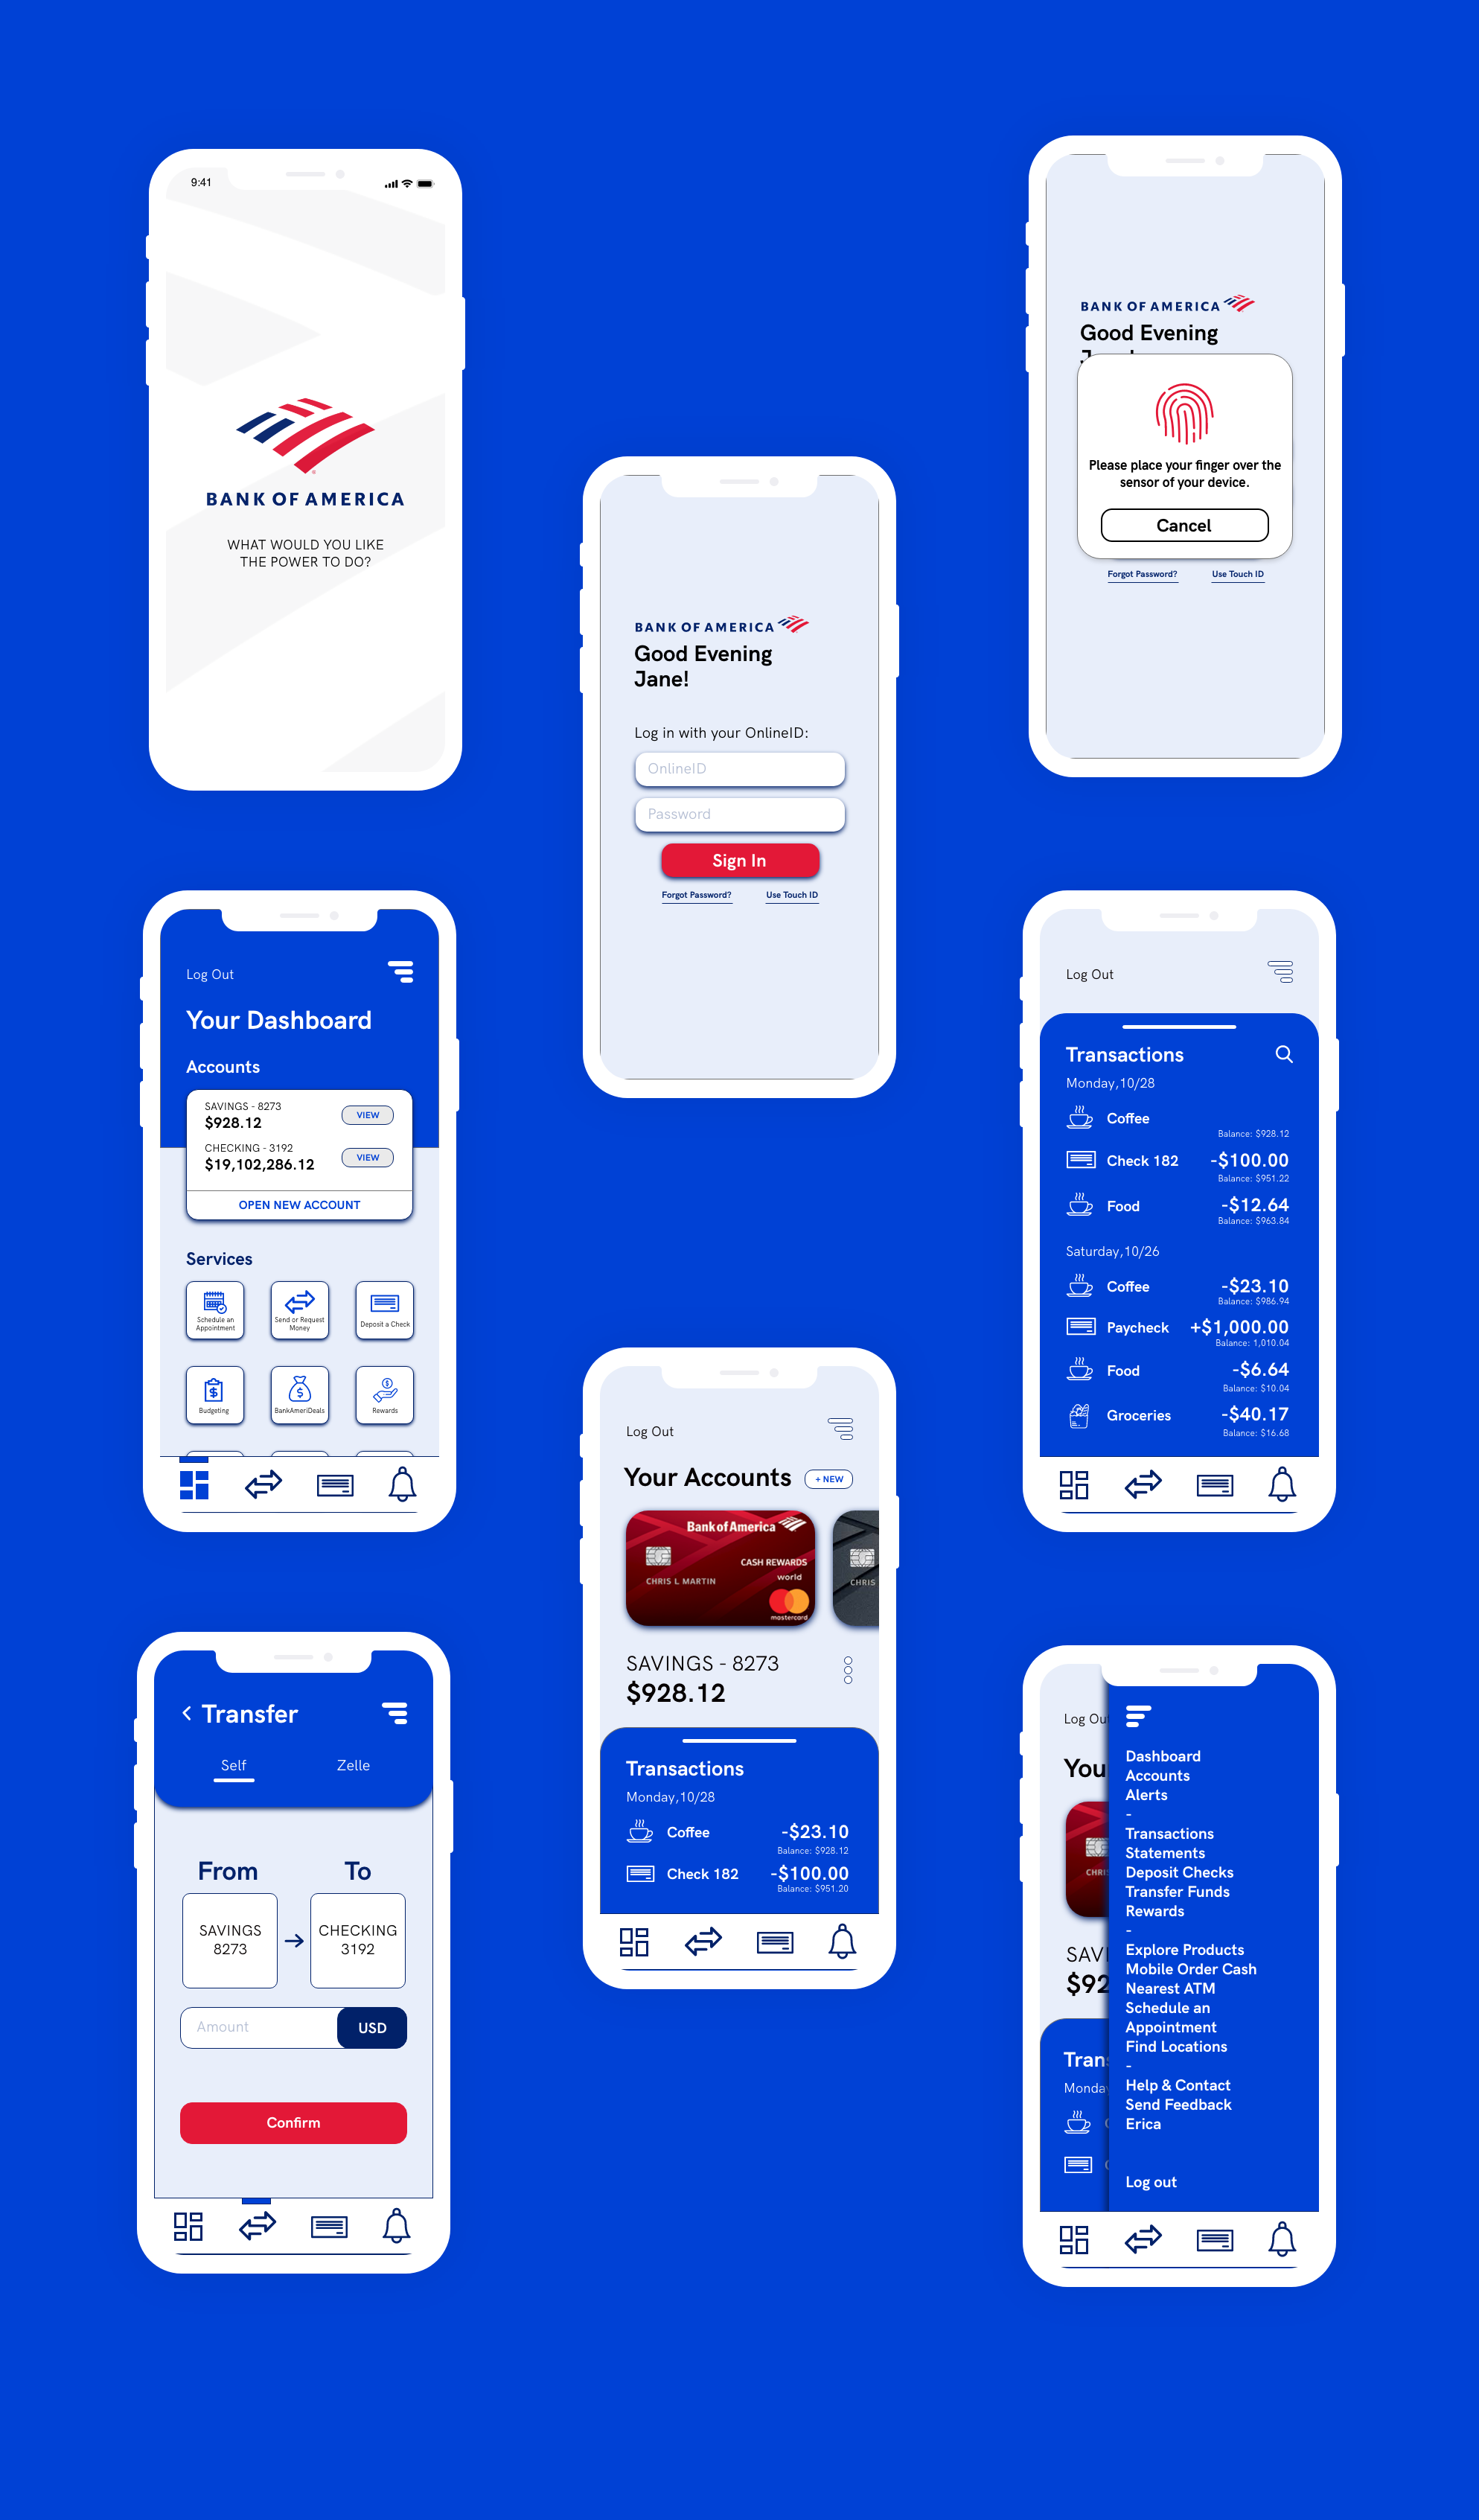 9:41
BANK OF AMERICA
WHAT WOULD YOU LIKE
THE POWER TO DO?
BANK OF AMERICA
Good Evening
Please place your finger over the
sensor of your device.
Cancel
Forgot Password?
Use Touch ID
BANK OF AMERICA
Good Evening
Jane!
Log in with your OnlineID:
OnlineID
Password
Sign In
Forgot Password?
Use Touch ID
Log Out
Your Dashboard
Accounts
SAVINGS - 8273
$928.12
VIEW
CHECKING - 3192
$19,102,286.12
VIEW
OPEN NEW ACCOUNT
Services
Schedule an
Appointment
Send or Request
Money
Deposit a Check
Budgeting
BankAmeriDeals
Rewards
Log Out
Transactions
Monday,10/28
Coffee
Balance: $928.12
Check 182
-$100.00
Balance: $951.22
Food
-$12.64
Balance: $963.84
Saturday,10/26
Coffee
-$23.10
Balance: $986.94
Paycheck
+$1,000.00
Balance: 1,010.04
Food
-$6.64
Balance: $10.04
Groceries
-$40.17
Balance: $16.68
Log Out
Your Accounts
+ NEW
Bank of America
CASH REWARDS
CHRIS L MARTIN
world
mastercard
CHRIS
SAVINGS - 8273
$928.12
Transactions
Monday,10/28
Coffee
-$23.10
Balance: $928.12
Check 182
-$100.00
Balance: $951.20
Transfer
Self
Zelle
From
To
SAVINGS
8273
CHECKING
3192
Amount
USD
Confirm
Log Ou
You
CHRI
SAVI
$92
Tran
Monda
Dashboard
Accounts
Alerts
-
Transactions
Statements
Deposit Checks
Transfer Funds
Rewards
-
Explore Products
Mobile Order Cash
Nearest ATM
Schedule an
Appointment
Find Locations
-
Help & Contact
Send Feedback
Erica
Log out